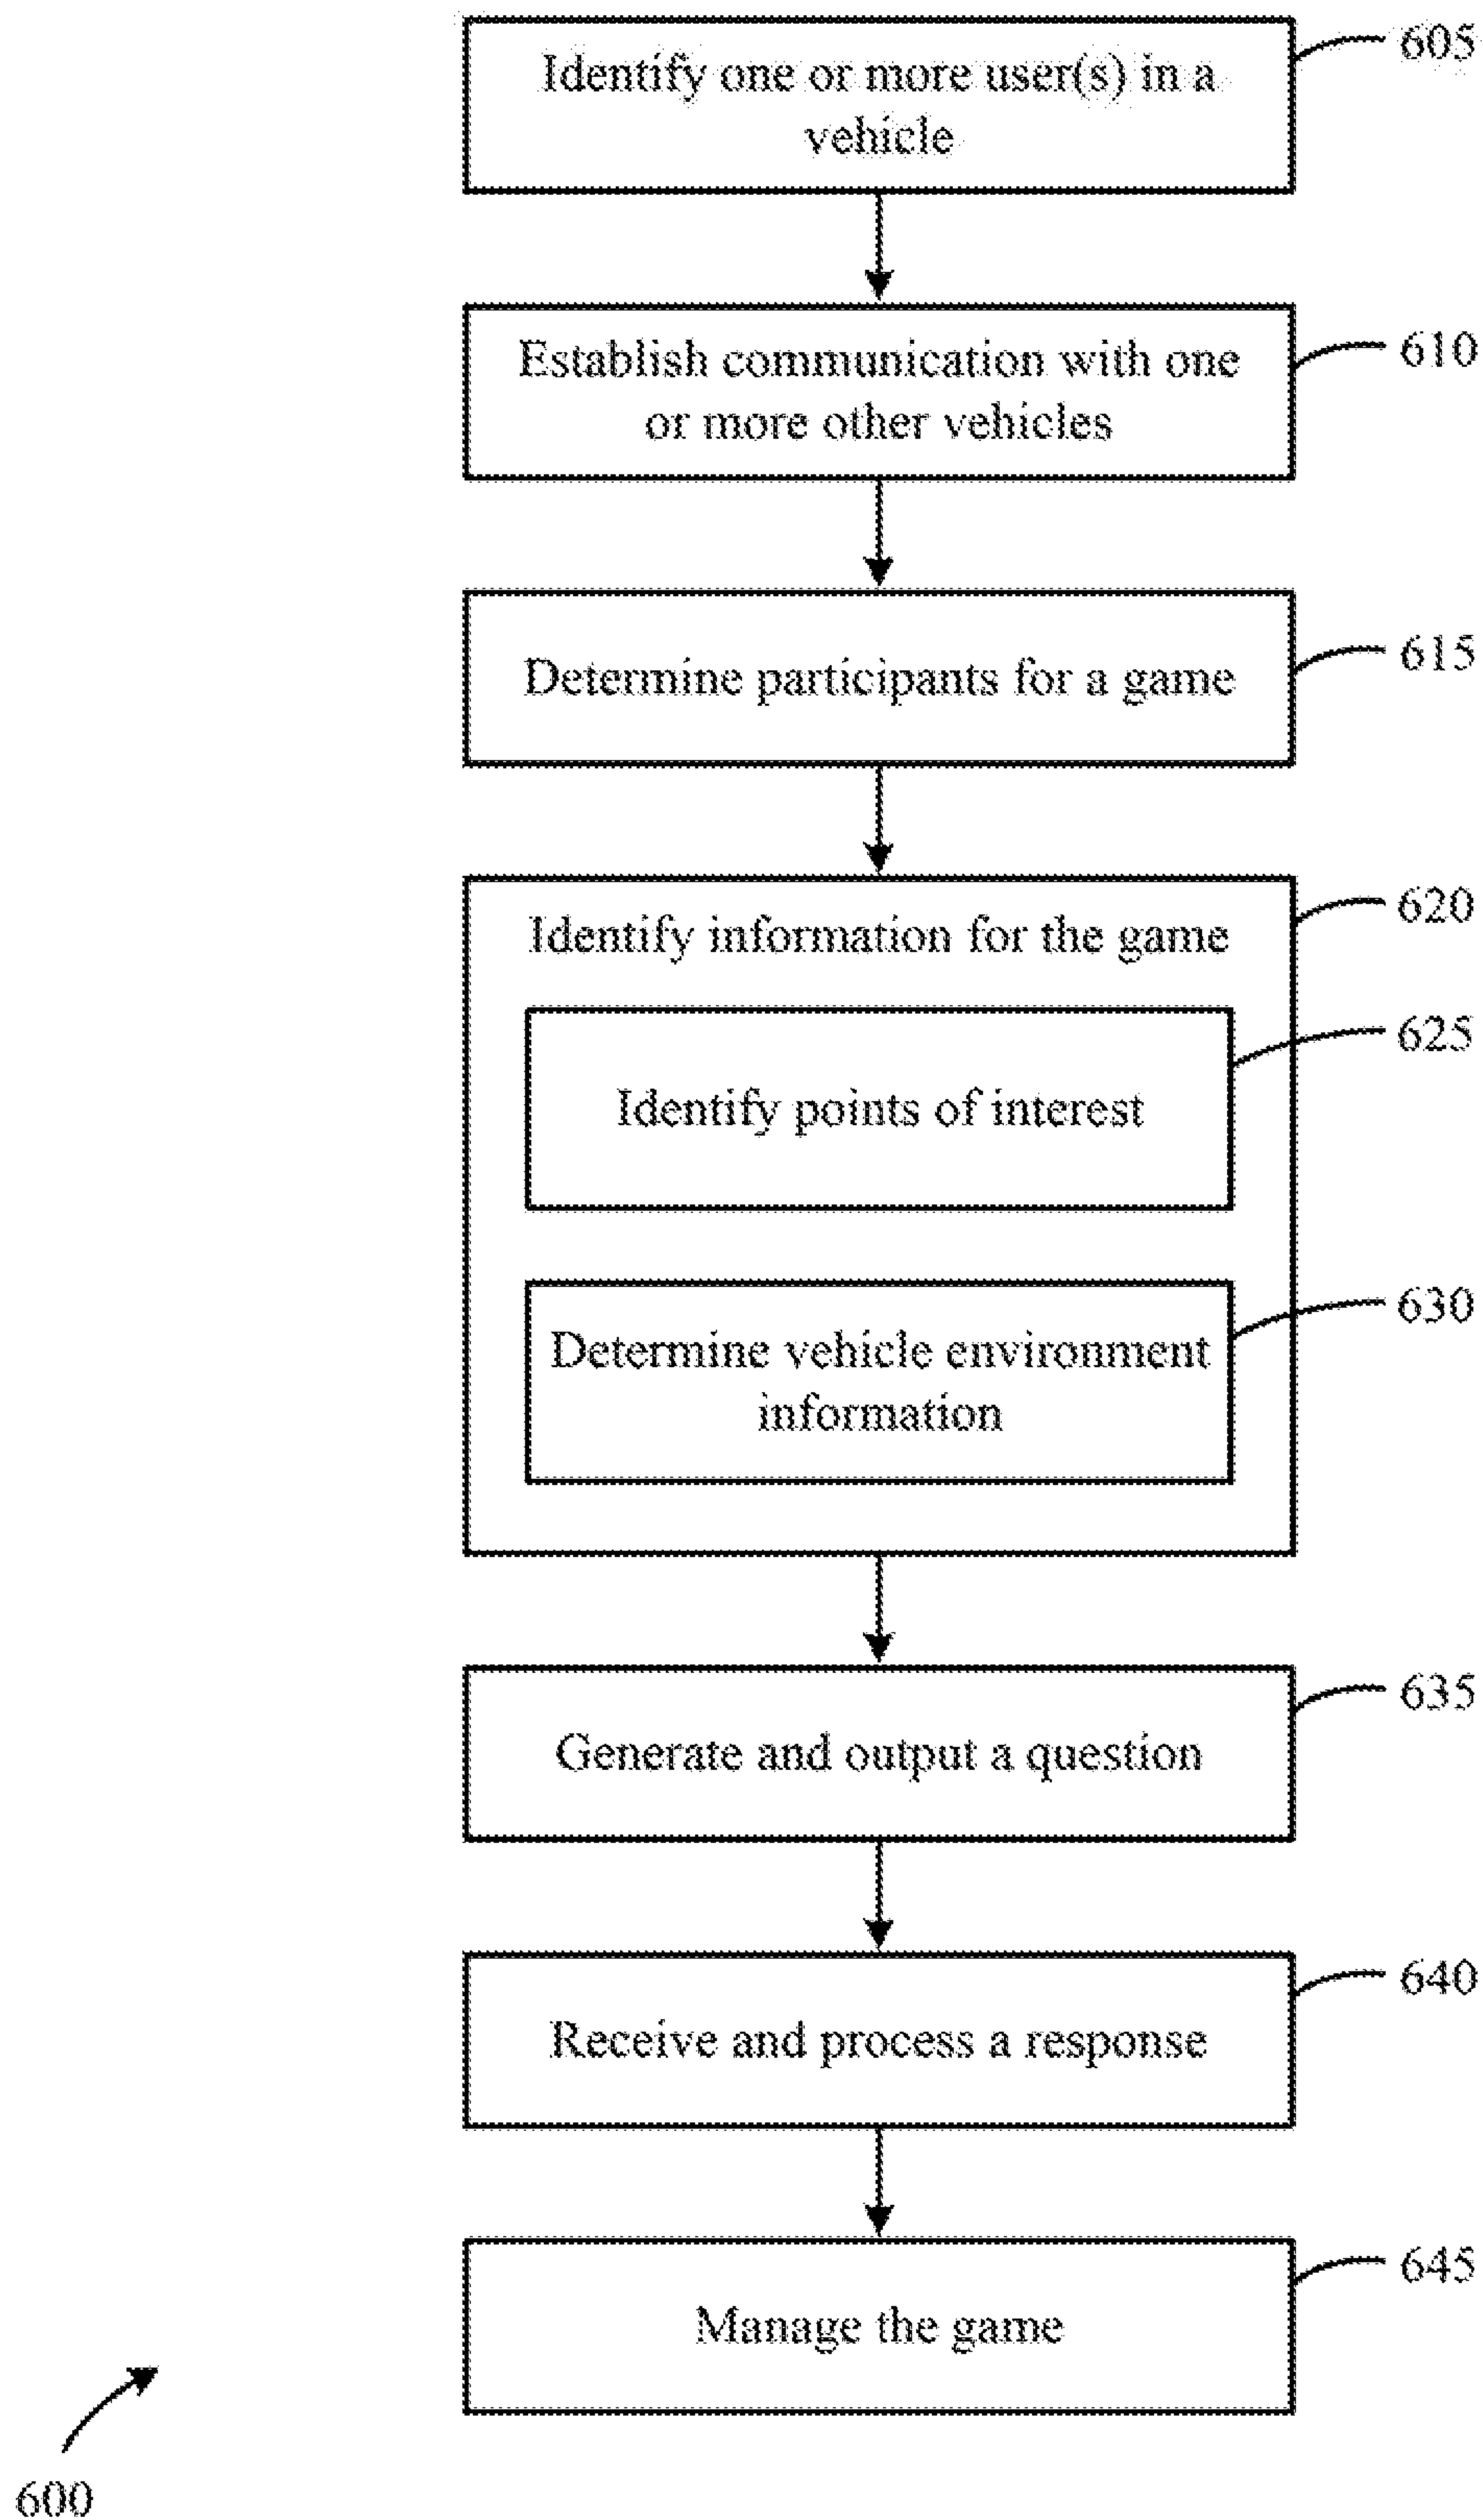 Identify one or more user(s) in a
vehicle
605
Establish communication with one
or more other vehicles
610
Determine participants for a game
615
Identify information for the game
620
Identify points of interest
625
Determine vehicle environment
information
630
Generate and output a question
635
Receive and process a response
640
Manage the game
645
600